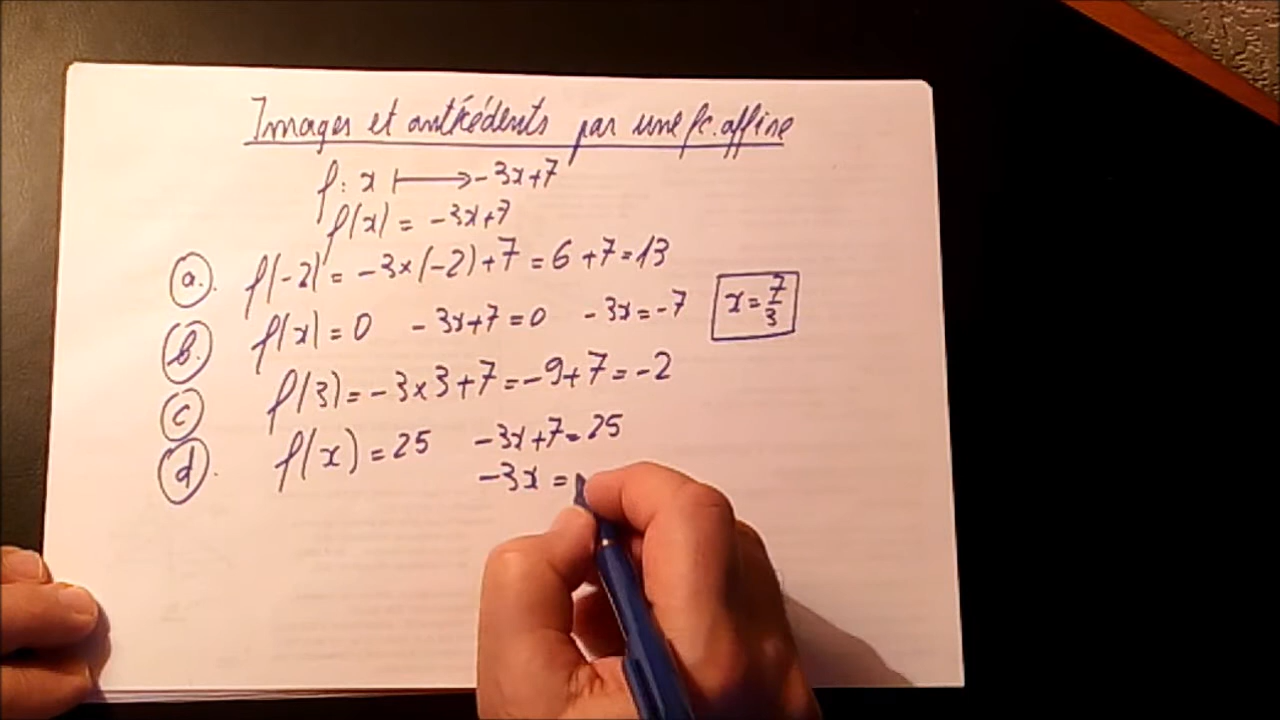 Images et antécédents par une fc. affine
f: x ⟼ -3x+7
f(x) = -3x+7
a. f(-2) = -3×(-2)+7 = 6+7 = 13
b. f(x) = 0 -3x+7 = 0 -3x = -7 x = 7/3
c f(3) = -3×3+7 = -9+7 = -2
d. f(x) = 25 -3x+7 = 25
-3x =